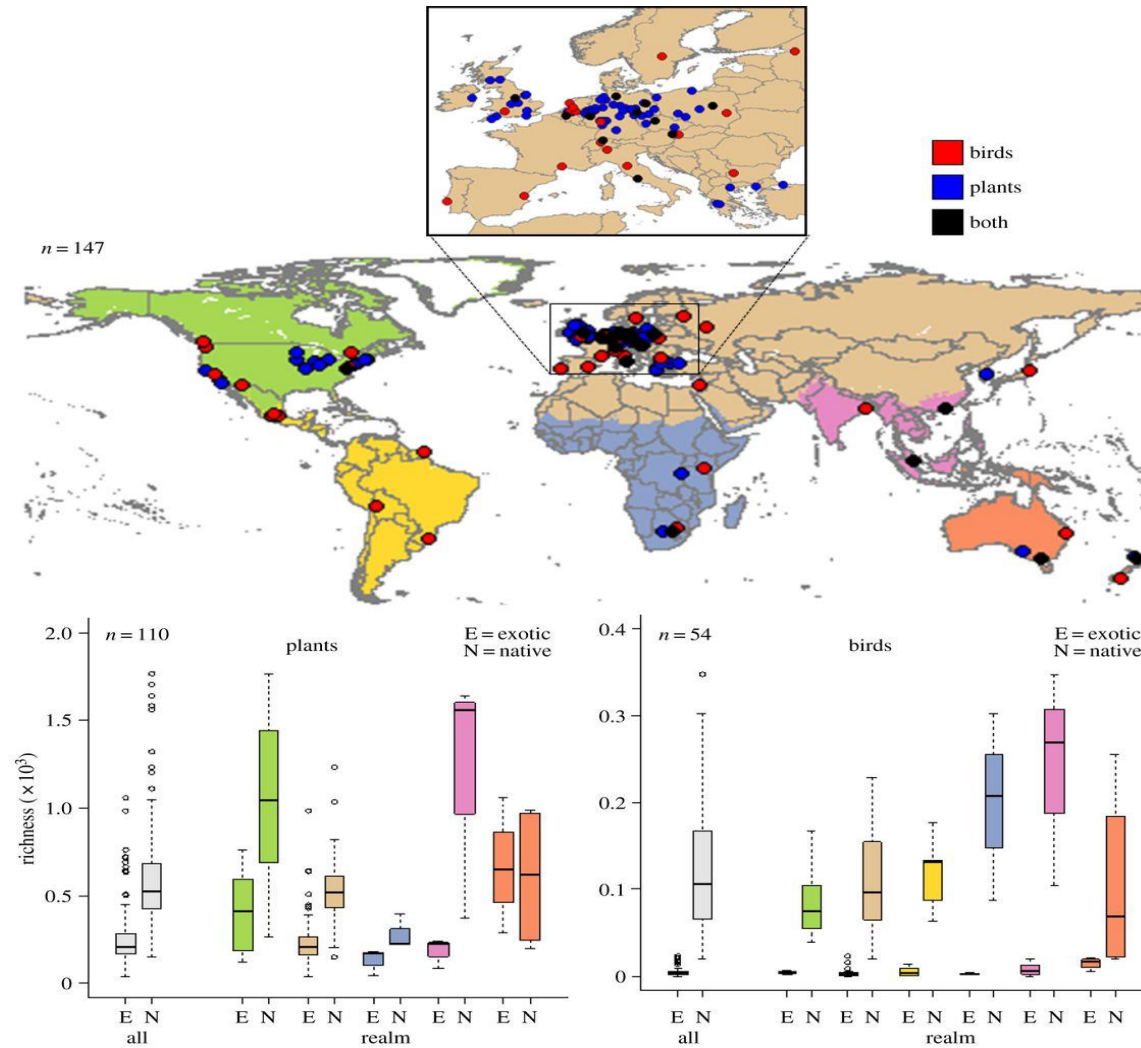 birds
plants
both
n = 147
n = 110
plants
E = exotic
N = native
2.0
1.5
1.0
0.5
0
richness (× 10³)
E N E N E N E N E N E N
all realm
n = 54
birds
E = exotic
N = native
0.4
0.3
0.2
0.1
0
E N E N E N E N E N E N E N
all realm